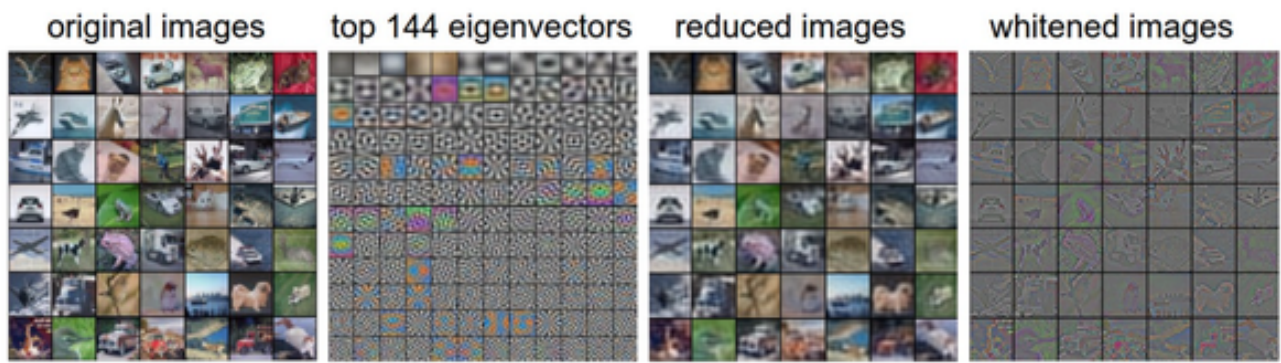 original images
top 144 eigenvectors
reduced images
whitened images